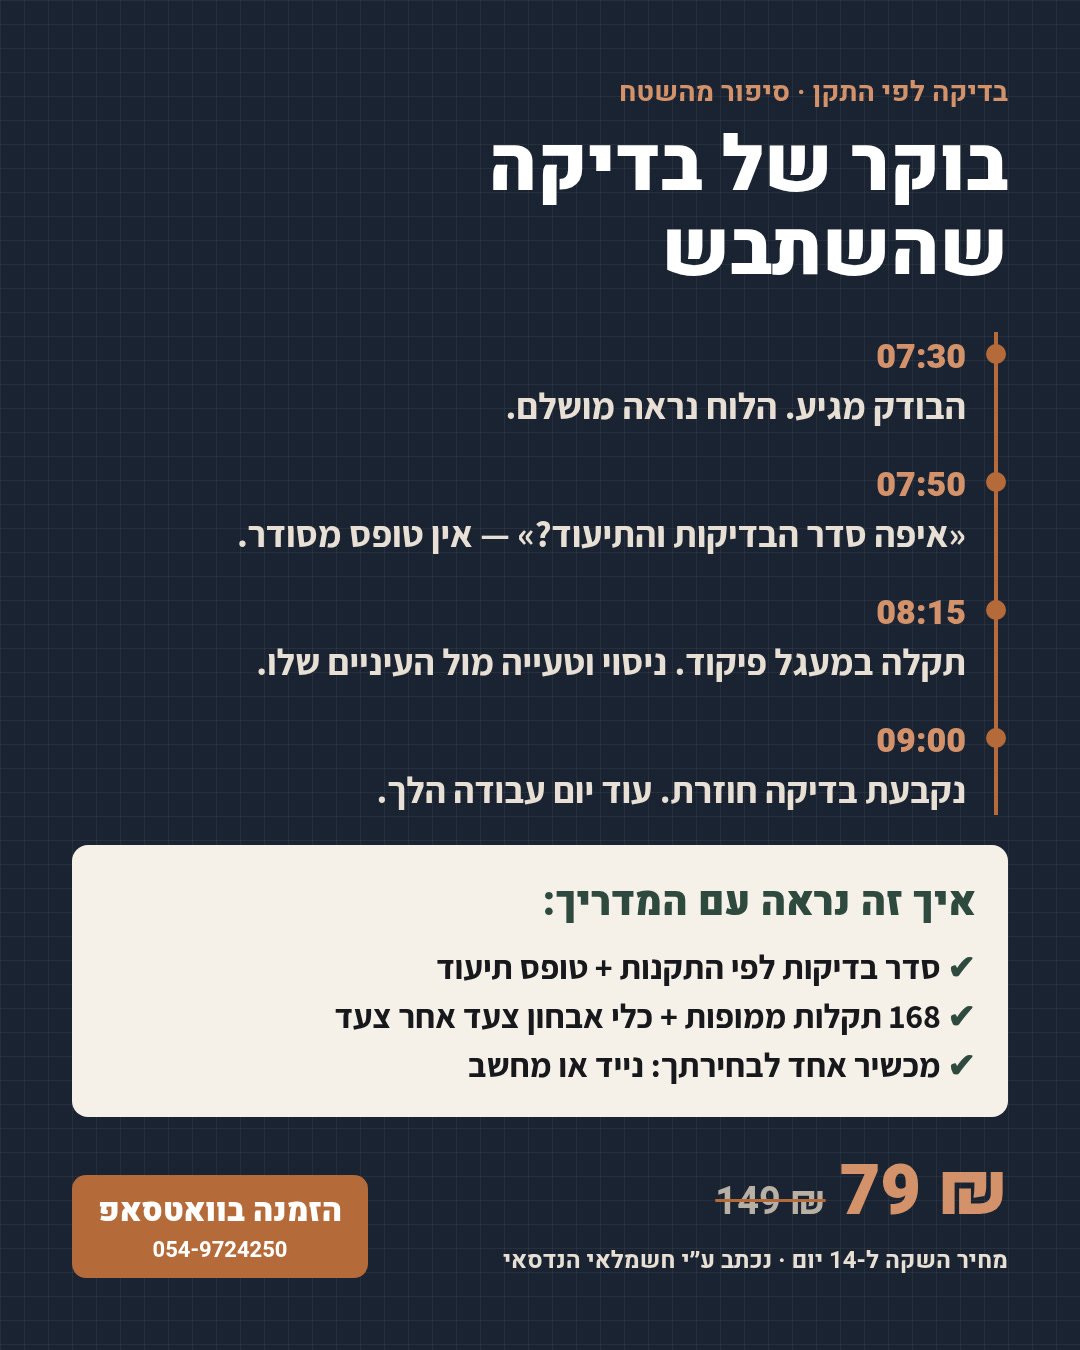 בדיקה לפי התקן · סיפור מהשטח
בוקר של בדיקה
שהשתבש
07:30
הבודק מגיע. הלוח נראה מושלם.
07:50
«איפה סדר הבדיקות והתיעוד?» — אין טופס מסודר.
08:15
תקלה במעגל פיקוד. ניסוי וטעייה מול העיניים שלו.
09:00
נקבעת בדיקה חוזרת. עוד יום עבודה הלך.
איך זה נראה עם המדריך:
✔ סדר בדיקות לפי התקנות + טופס תיעוד
✔ 168 תקלות ממופות + כלי אבחון צעד אחר צעד
✔ מכשיר אחד לבחירתך: נייד או מחשב
₪ 79 ₪ 149
מחיר השקה ל-14 יום · נכתב ע״י חשמלאי הנדסאי
הזמנה בוואטסאפ
054-9724250